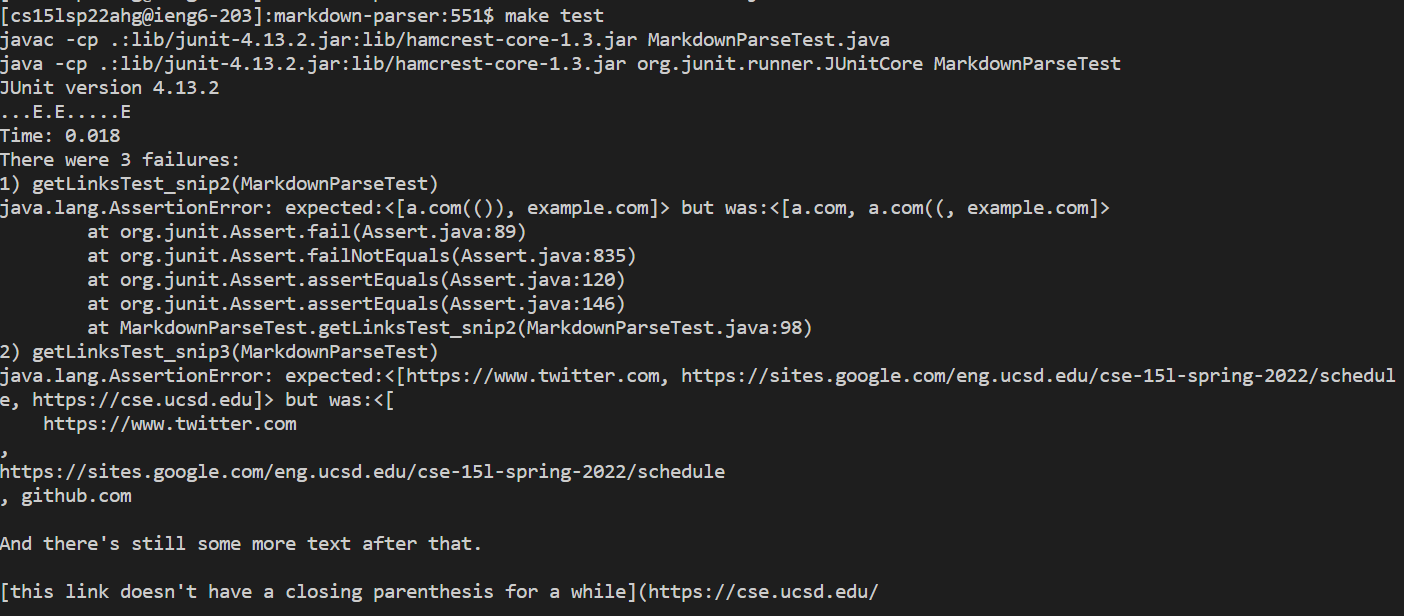 [cs15lsp22ahg@ieng6-203]:markdown-parser:551$ make test
javac -cp .:lib/junit-4.13.2.jar:lib/hamcrest-core-1.3.jar MarkdownParseTest.java
java -cp .:lib/junit-4.13.2.jar:lib/hamcrest-core-1.3.jar org.junit.runner.JUnitCore MarkdownParseTest
JUnit version 4.13.2
...E.E.....E
Time: 0.018
There were 3 failures:
1) getLinksTest_snip2(MarkdownParseTest)
java.lang.AssertionError: expected:<[a.com(()), example.com]> but was:<[a.com, a.com((, example.com]>
        at org.junit.Assert.fail(Assert.java:89)
        at org.junit.Assert.failNotEquals(Assert.java:835)
        at org.junit.Assert.assertEquals(Assert.java:120)
        at org.junit.Assert.assertEquals(Assert.java:146)
        at MarkdownParseTest.getLinksTest_snip2(MarkdownParseTest.java:98)
2) getLinksTest_snip3(MarkdownParseTest)
java.lang.AssertionError: expected:<[https://www.twitter.com, https://sites.google.com/eng.ucsd.edu/cse-15l-spring-2022/schedul
e, https://cse.ucsd.edu]> but was:<[
    https://www.twitter.com
,
https://sites.google.com/eng.ucsd.edu/cse-15l-spring-2022/schedule
, github.com
And there's still some more text after that.
[this link doesn't have a closing parenthesis for a while](https://cse.ucsd.edu/